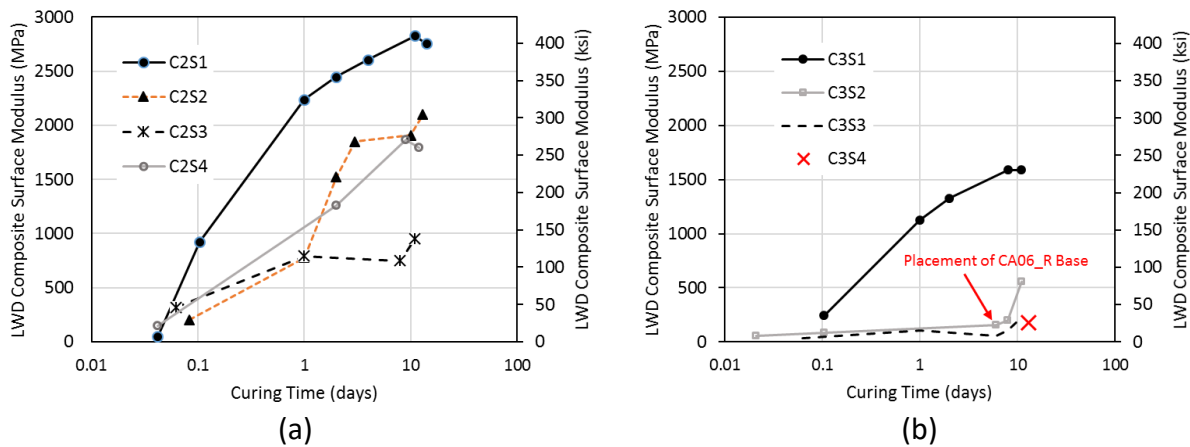 LWD Composite Surface Modulus (MPa)
3000
2500
2000
1500
1000
500
0
C2S1
C2S2
C2S3
C2S4
400
350
300
250
200
150
100
50
0
LWD Composite Surface Modulus (ksi)
0.01 0.1 1 10 100
Curing Time (days)
(a)
LWD Composite Surface Modulus (MPa)
3000
2500
2000
1500
1000
500
0
C3S1
C3S2
C3S3
C3S4
Placement of CA06_R Base
400
350
300
250
200
150
100
50
0
LWD Composite Surface Modulus (ksi)
0.01 0.1 1 10 100
Curing Time (days)
(b)